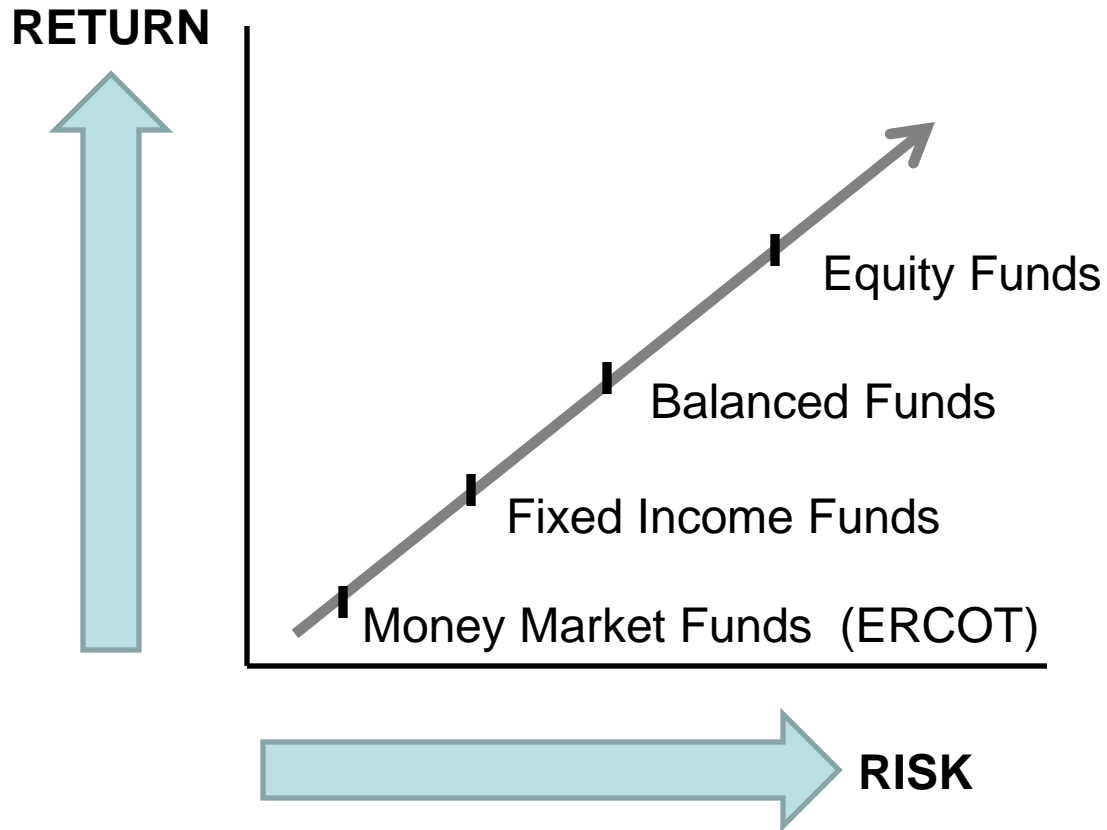 RETURN
Equity Funds
Balanced Funds
Fixed Income Funds
Money Market Funds (ERCOT)
RISK